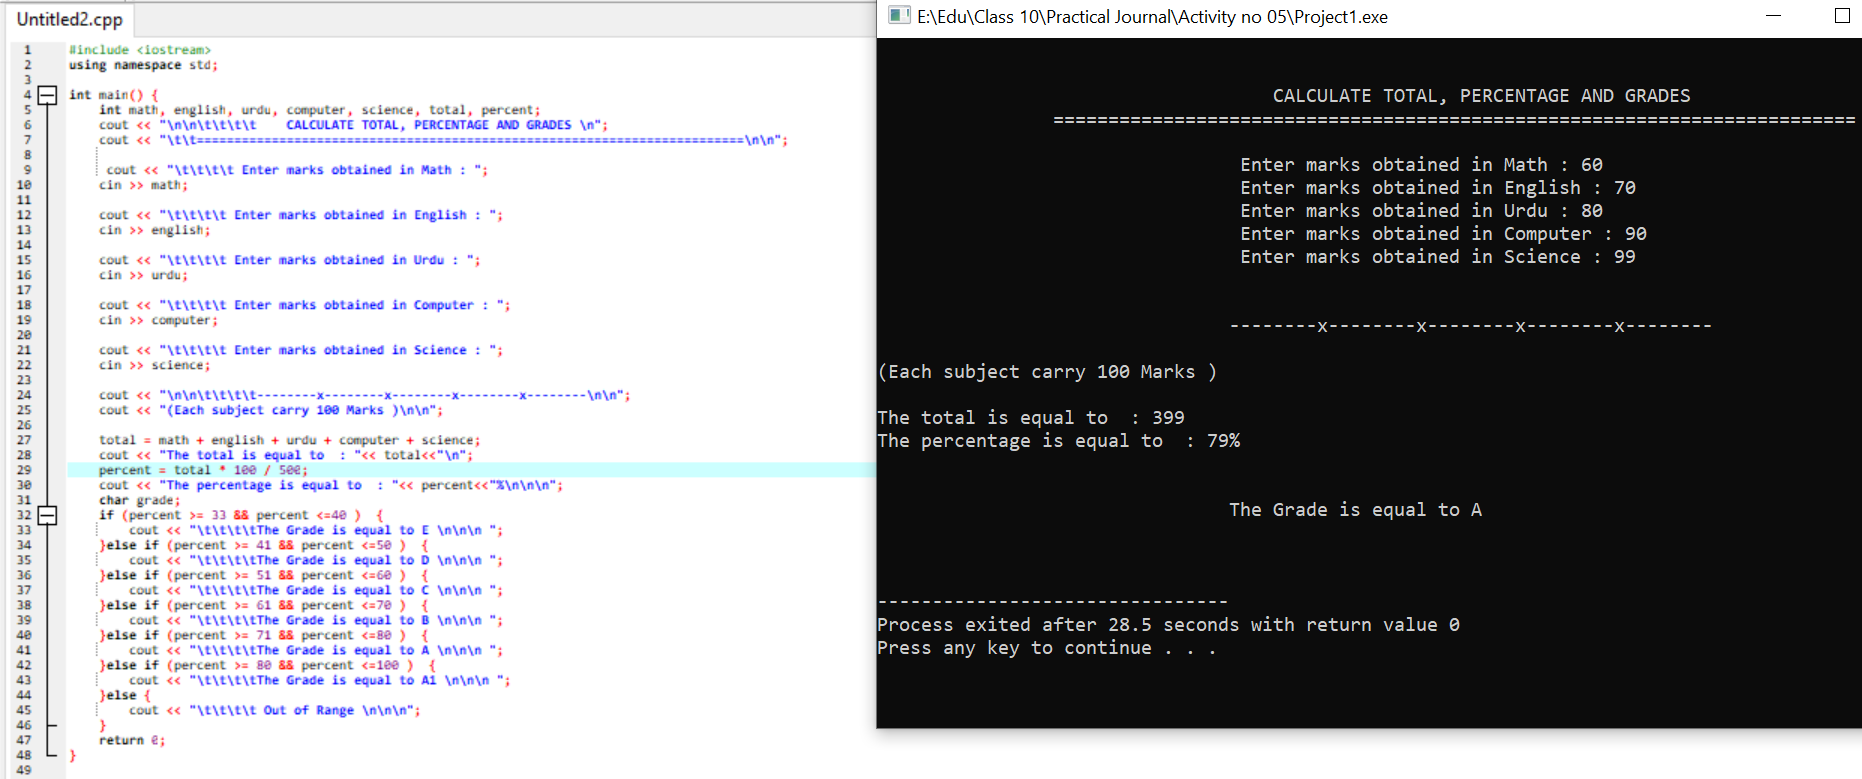 Untitled2.cpp
1 #include <iostream>
2 using namespace std;
3
4 int main() {
5 int math, english, urdu, computer, science, total, percent;
6 cout << "\n\n\t\t\t\t    CALCULATE TOTAL, PERCENTAGE AND GRADES \n";
7 cout << "\t\t=========================================================================\n\n";
8
9 cout << "\t\t\t\t Enter marks obtained in Math : ";
10 cin >> math;
11
12 cout << "\t\t\t\t Enter marks obtained in English : ";
13 cin >> english;
14
15 cout << "\t\t\t\t Enter marks obtained in Urdu : ";
16 cin >> urdu;
17
18 cout << "\t\t\t\t Enter marks obtained in Computer : ";
19 cin >> computer;
20
21 cout << "\t\t\t\t Enter marks obtained in Science : ";
22 cin >> science;
23
24 cout << "\n\n\t\t\t\t--------x--------x--------x--------x--------\n\n";
25 cout << "(Each subject carry 100 Marks )\n\n";
26
27 total = math + english + urdu + computer + science;
28 cout << "The total is equal to  : "<< total<<"\n";
29 percent = total * 100 / 500;
30 cout << "The percentage is equal to  : "<< percent<<"%\n\n\n";
31 char grade;
32 if (percent >= 33 && percent <=40 )  {
33 cout << "\t\t\t\tThe Grade is equal to E \n\n\n ";
34 }else if (percent >= 41 && percent <=50 )  {
35 cout << "\t\t\t\tThe Grade is equal to D \n\n\n ";
36 }else if (percent >= 51 && percent <=60 )  {
37 cout << "\t\t\t\tThe Grade is equal to C \n\n\n ";
38 }else if (percent >= 61 && percent <=70 )  {
39 cout << "\t\t\t\tThe Grade is equal to B \n\n\n ";
40 }else if (percent >= 71 && percent <=80 )  {
41 cout << "\t\t\t\tThe Grade is equal to A \n\n\n ";
42 }else if (percent >= 80 && percent <=100 )  {
43 cout << "\t\t\t\tThe Grade is equal to A1 \n\n\n ";
44 }else {
45 cout << "\t\t\t\t Out of Range \n\n\n";
46 }
47 return 0;
48 }
49
E:\Edu\Class 10\Practical Journal\Activity no 05\Project1.exe
CALCULATE TOTAL, PERCENTAGE AND GRADES
=========================================================================
Enter marks obtained in Math : 60
Enter marks obtained in English : 70
Enter marks obtained in Urdu : 80
Enter marks obtained in Computer : 90
Enter marks obtained in Science : 99
--------x--------x--------x--------x--------
(Each subject carry 100 Marks )
The total is equal to  : 399
The percentage is equal to  : 79%
The Grade is equal to A
--------------------------------
Process exited after 28.5 seconds with return value 0
Press any key to continue . . .